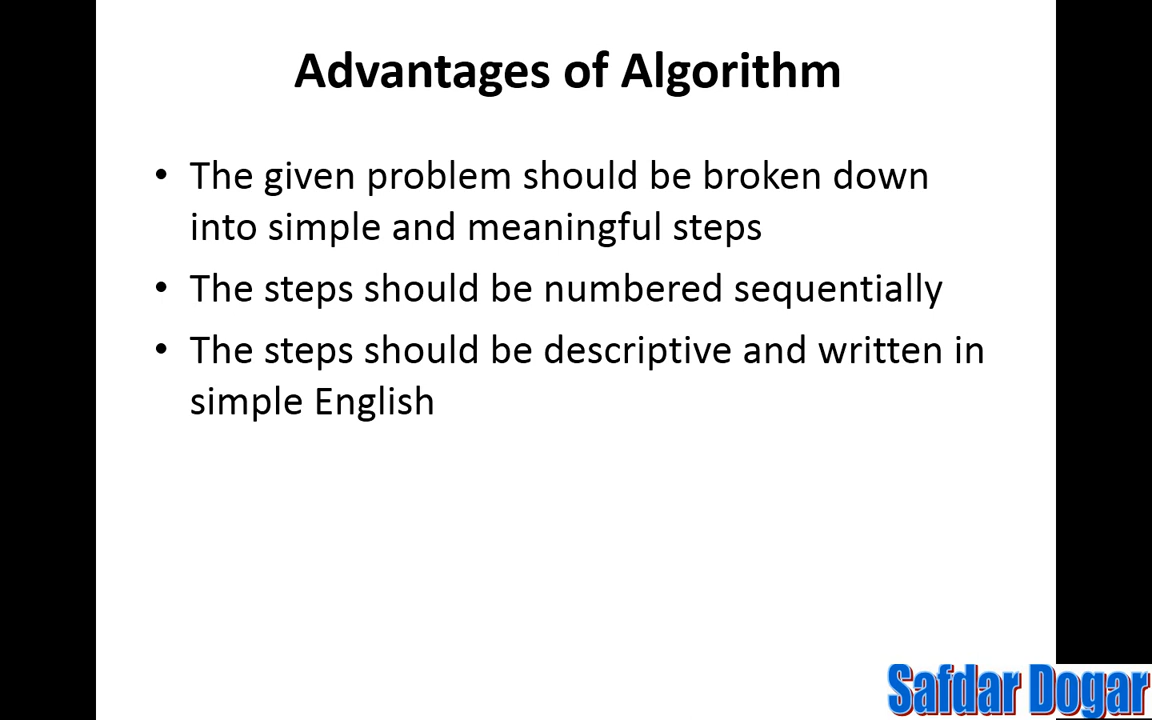 Advantages of Algorithm
• The given problem should be broken down
into simple and meaningful steps
• The steps should be numbered sequentially
• The steps should be descriptive and written in
simple English
Safdar Dogar